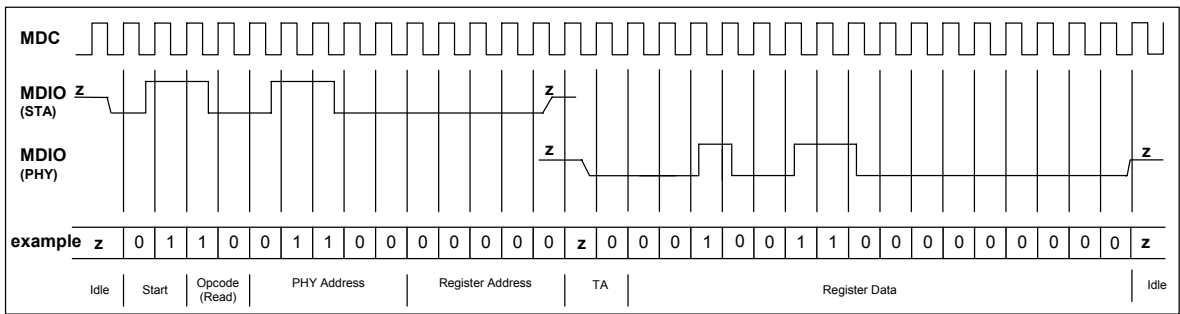 MDC
MDIO z z
(STA)
MDIO z z
(PHY)
example z 0 1 1 0 0 1 1 0 0 0 0 0 0 0 z 0 0 0 1 0 0 1 1 0 0 0 0 0 0 0 0 0 z
Idle Start Opcode (Read) PHY Address Register Address TA Register Data Idle